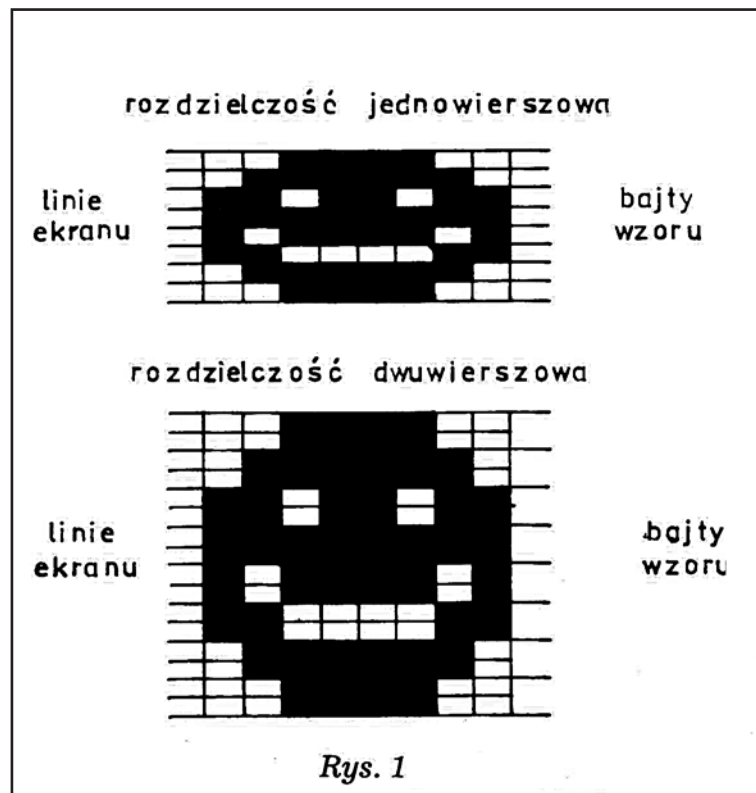 rozdzielczość jednowierszowa
linie
ekranu
bajty
wzoru
rozdzielczość dwuwierszowa
linie
ekranu
bajty
wzoru
Rys. 1